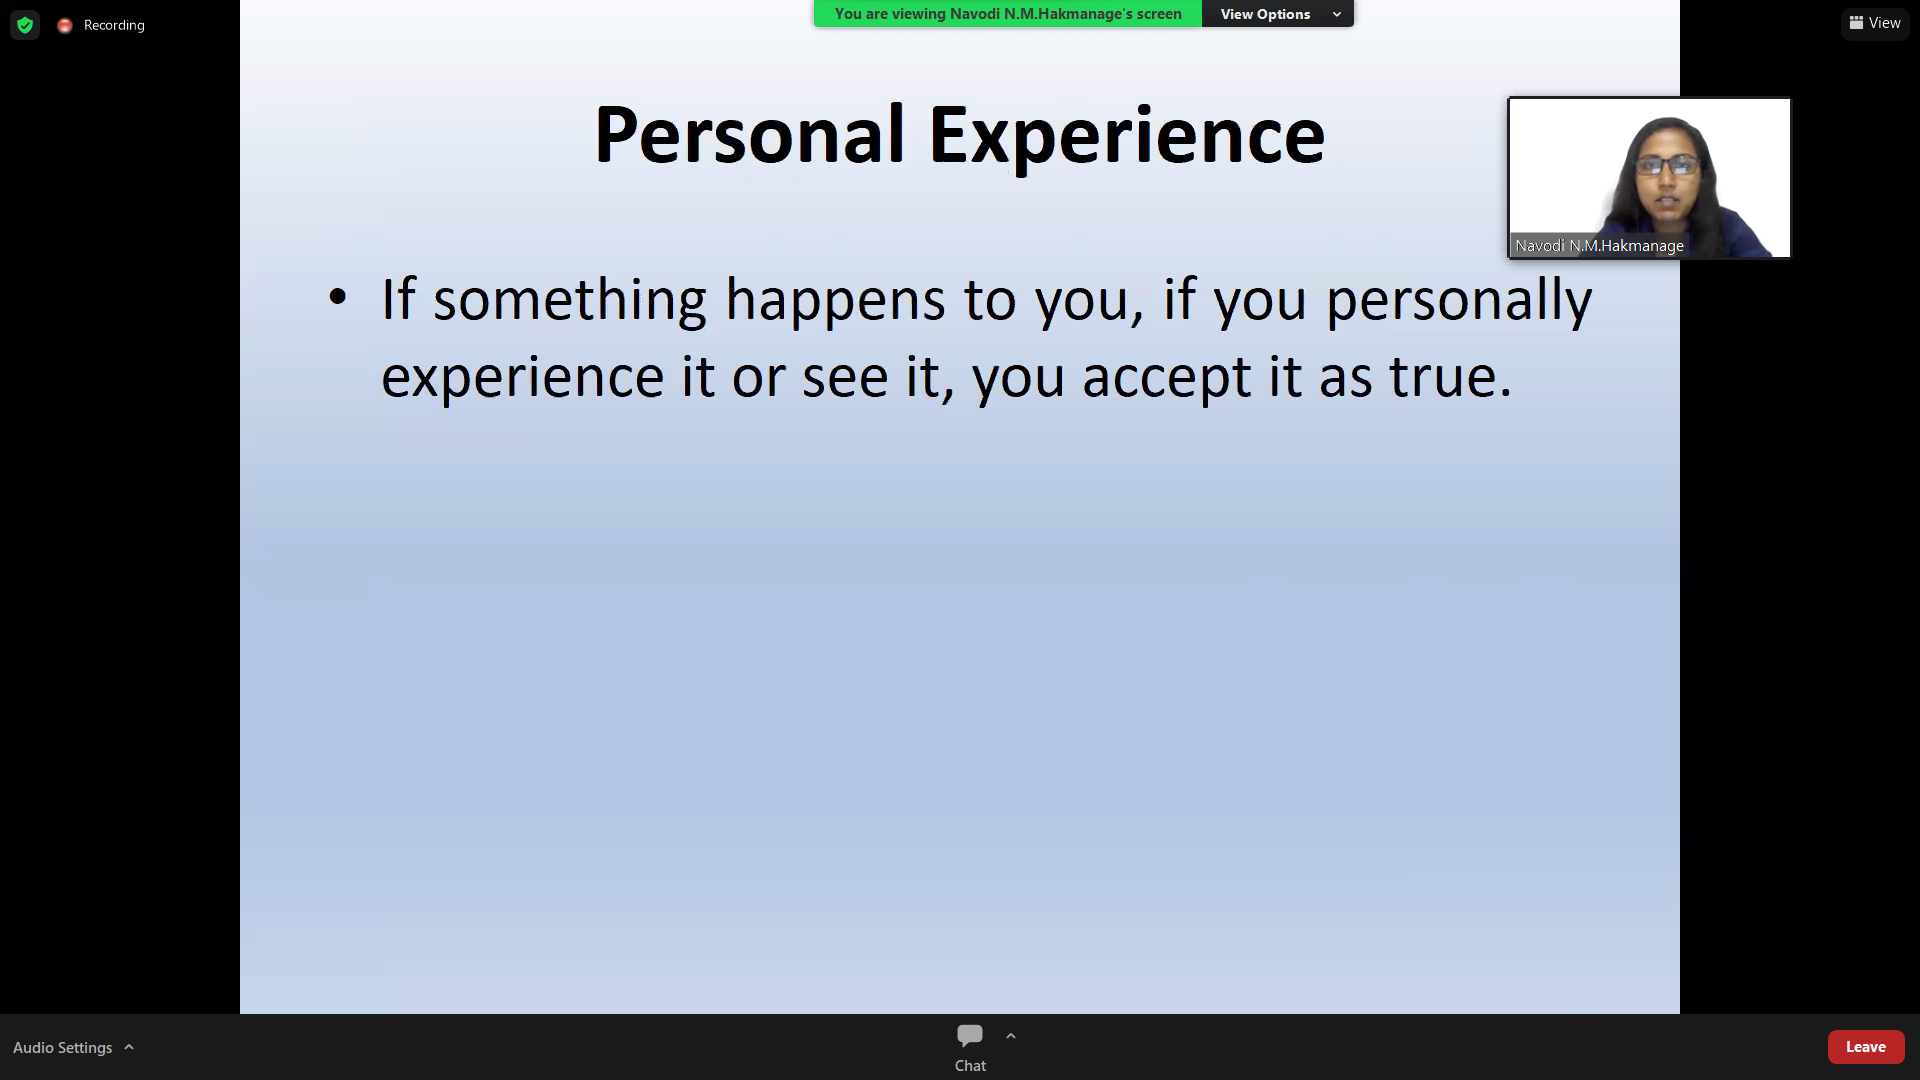 Recording
You are viewing Navodi N.M.Hakmanage's screen
View Options
View
Personal Experience
Navodi N.M.Hakmanage
• If something happens to you, if you personally
experience it or see it, you accept it as true.
Audio Settings
Chat
Leave